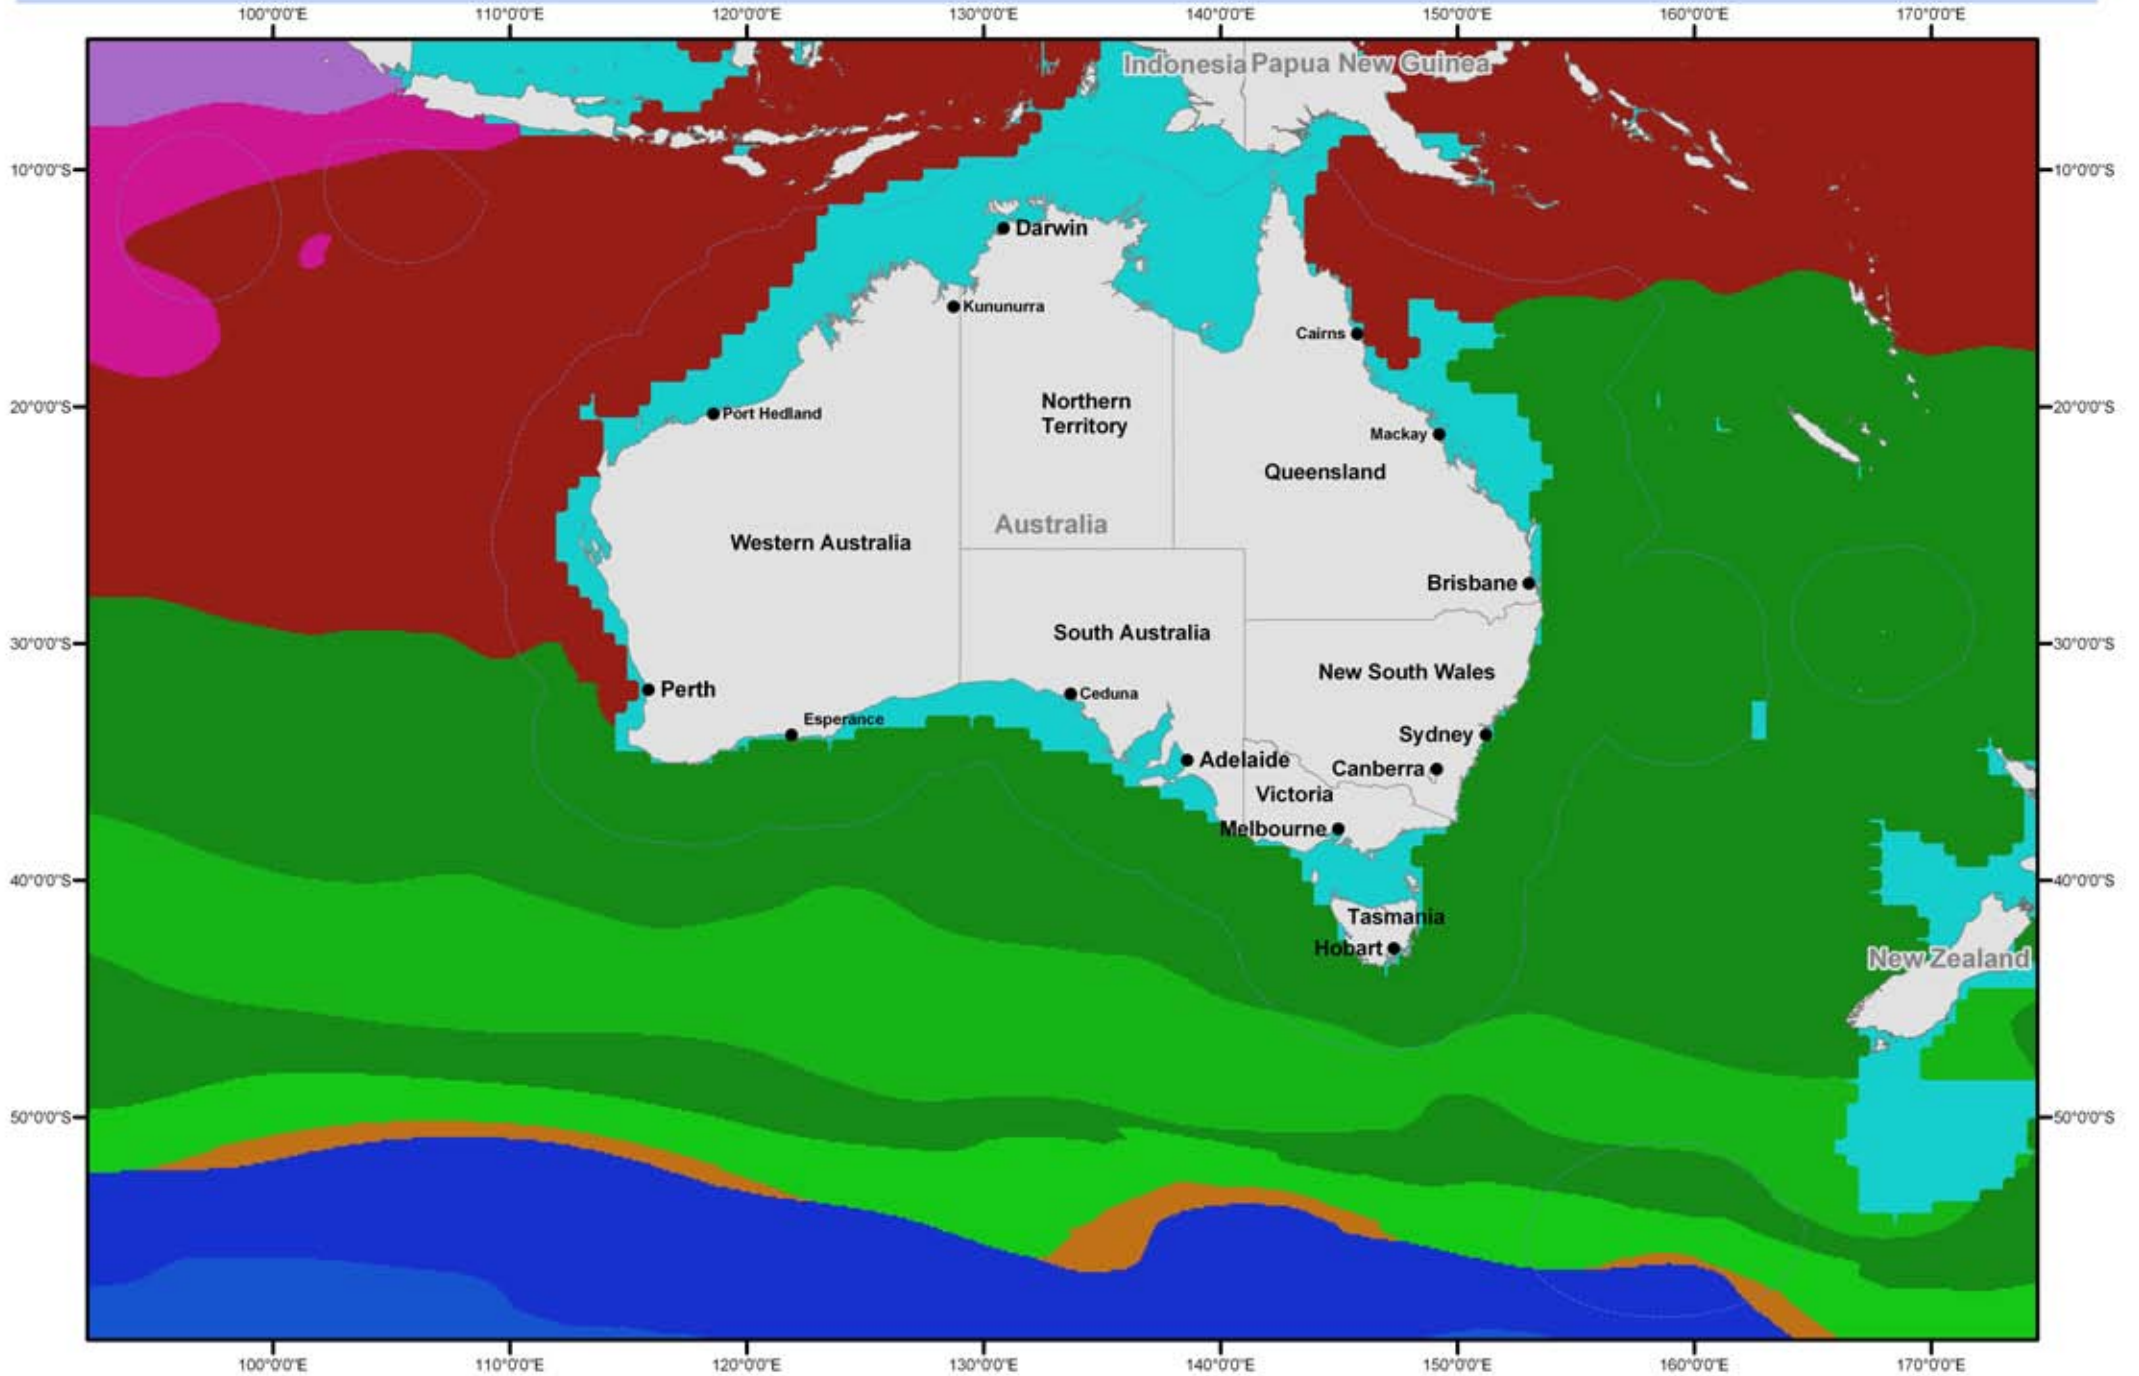 100°0'0"E 110°0'0"E 120°0'0"E 130°0'0"E 140°0'0"E 150°0'0"E 160°0'0"E 170°0'0"E
Indonesia Papua New Guinea
10°0'0"S 10°0'0"S
Darwin
Kununurra
Cairns
Northern
Territory
20°0'0"S 20°0'0"S
Port Hedland
Mackay
Queensland
Australia
Western Australia
Brisbane
South Australia
30°0'0"S 30°0'0"S
New South Wales
Perth
Ceduna
Esperance
Sydney
Adelaide
Canberra
Victoria
Melbourne
40°0'0"S 40°0'0"S
Tasmania
Hobart
New Zealand
50°0'0"S 50°0'0"S
100°0'0"E 110°0'0"E 120°0'0"E 130°0'0"E 140°0'0"E 150°0'0"E 160°0'0"E 170°0'0"E